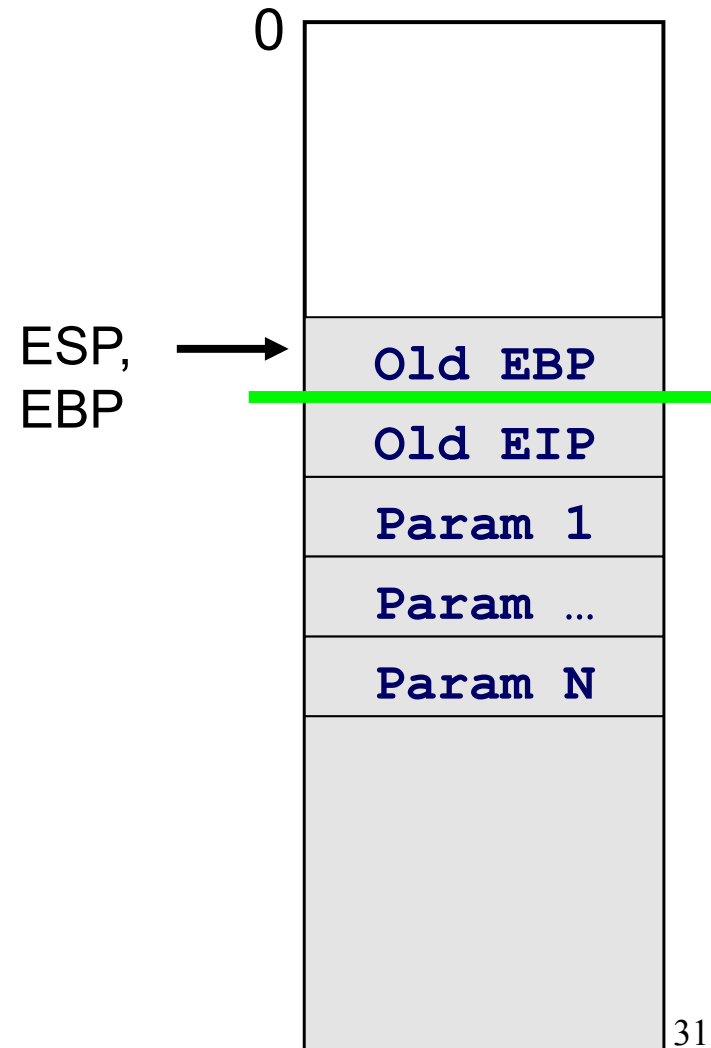 0
ESP,
EBP
Old EBP
Old EIP
Param 1
Param …
Param N
31